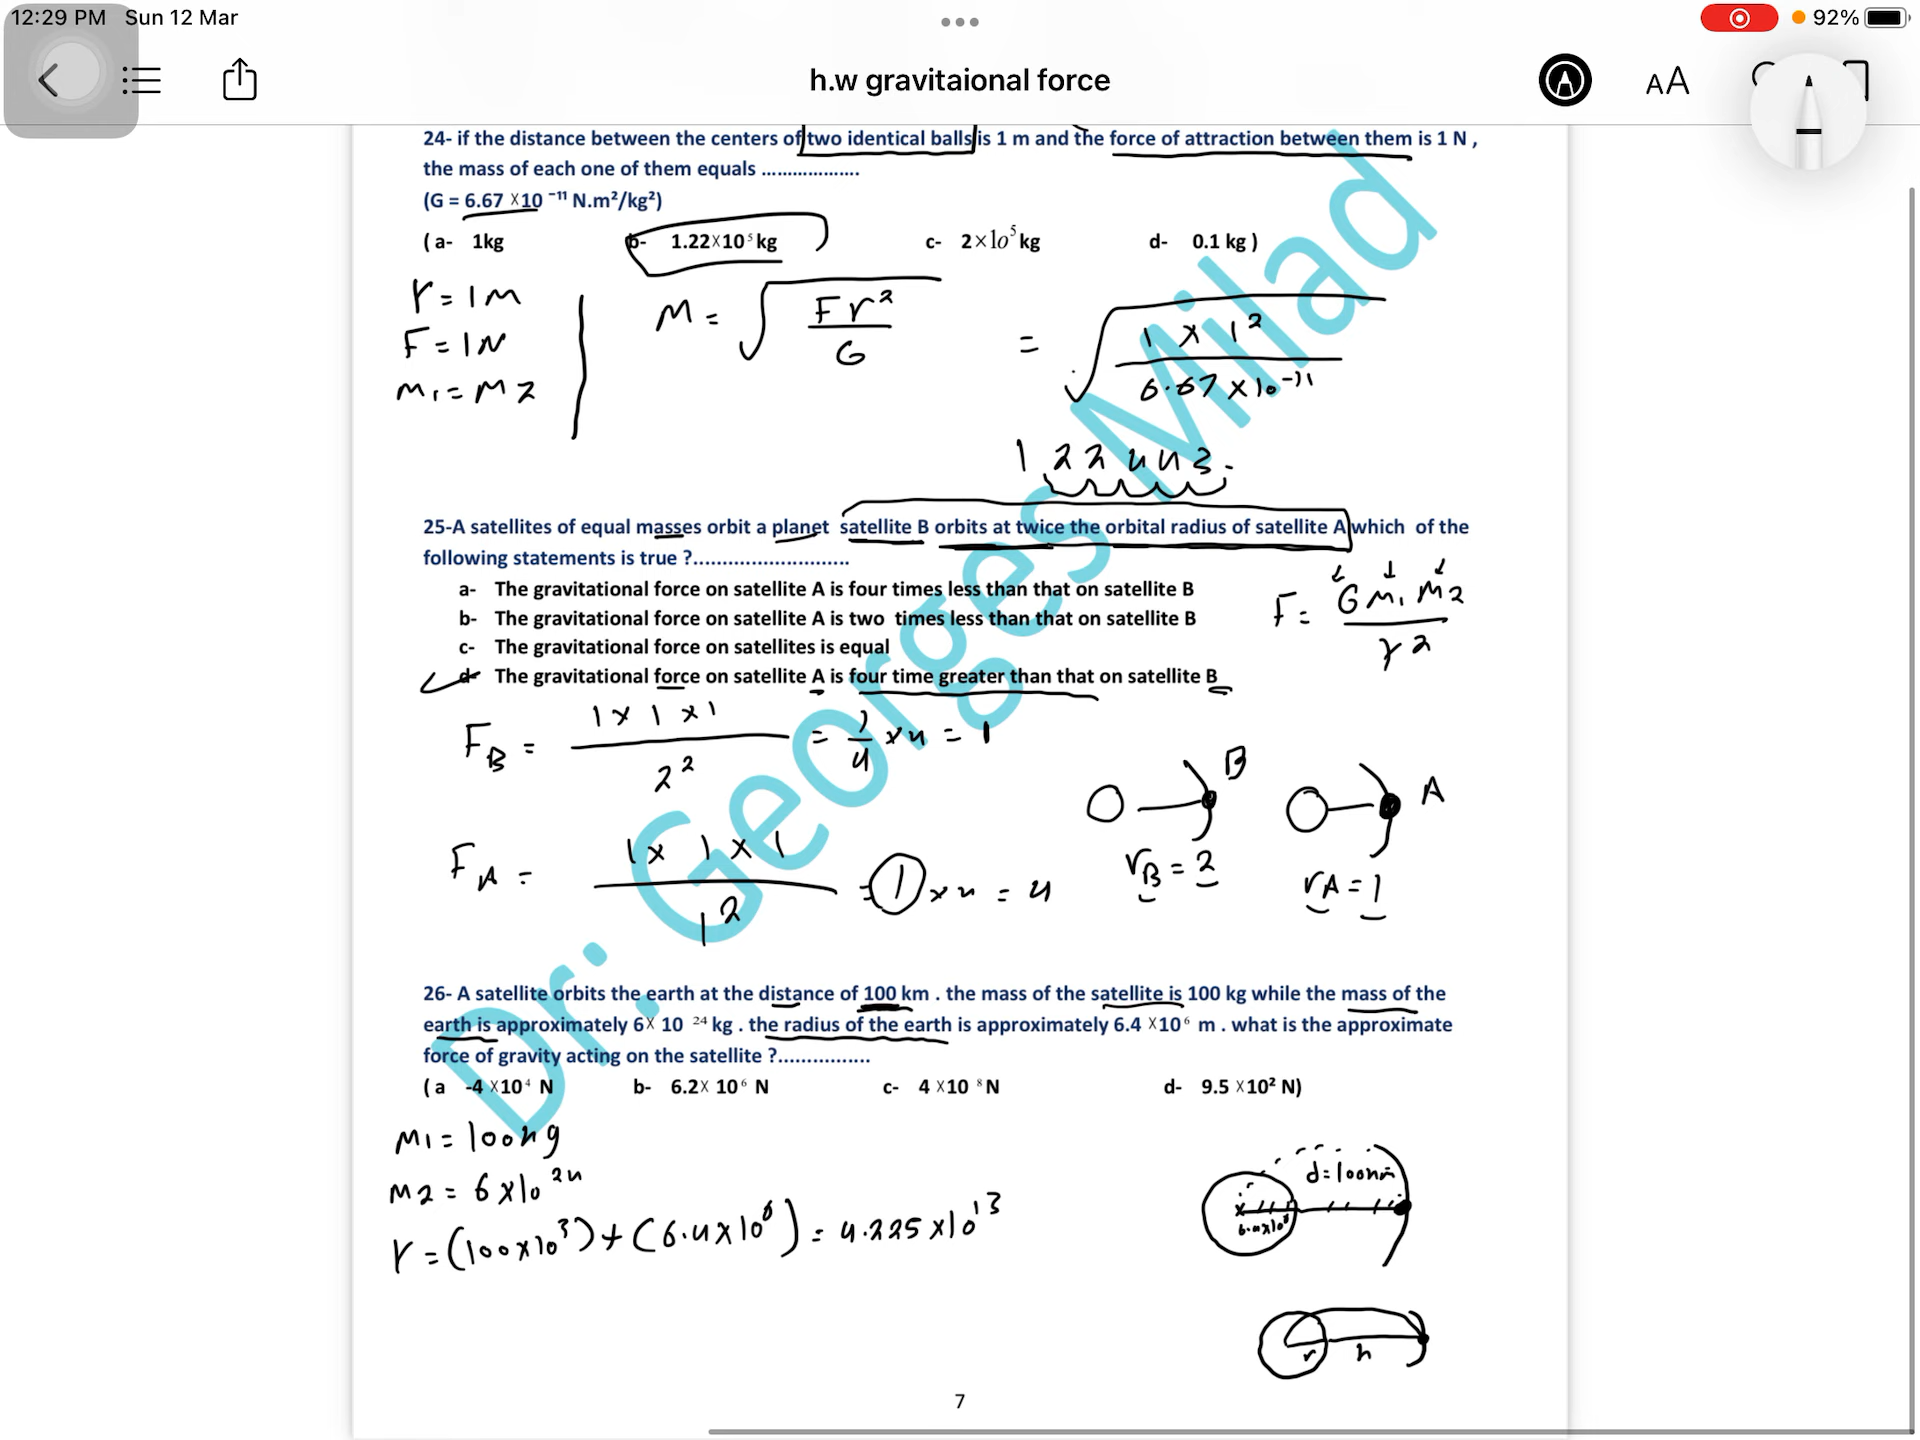 12:29 PM Sun 12 Mar
92%
h.w gravitaional force
AA
24- if the distance between the centers of two identical balls is 1 m and the force of attraction between them is 1 N ,
the mass of each one of them equals ...................
(G = 6.67 ×10 ⁻¹¹ N.m²/kg²)
( a- 1kg b- 1.22×10⁵ kg c- 2×10⁵ kg d- 0.1 kg )
r = 1m
F = 1N
m₁ = m2
M = √(Fr²/G) = √(1 × 1²/6.67 × 10⁻¹¹)
122443.
25-A satellites of equal masses orbit a planet satellite B orbits at twice the orbital radius of satellite A which of the
following statements is true ?...........................
a- The gravitational force on satellite A is four times less than that on satellite B
b- The gravitational force on satellite A is two times less than that on satellite B
c- The gravitational force on satellites is equal
d- The gravitational force on satellite A is four time greater than that on satellite B
F = G m₁ m2 / r²
F_B = 1 × 1 × 1 / 2² = 1/4 × 4 = 1
F_A = 1 × 1 × 1 / 1² = 1 × 4 = 4
B
A
r_B = 2
r_A = 1
26- A satellite orbits the earth at the distance of 100 km . the mass of the satellite is 100 kg while the mass of the
earth is approximately 6× 10 ²⁴ kg . the radius of the earth is approximately 6.4 ×10⁶ m . what is the approximate
force of gravity acting on the satellite ?................
( a -4 ×10⁴ N b- 6.2× 10⁶ N c- 4 ×10 ⁸ N d- 9.5 ×10² N)
m₁ = 100kg
m2 = 6 × 10²⁴
r = (100×10³) + (6.4×10⁶) = 4.225 × 10¹³
d=100km
6.4×10⁶
r h
7
Dr: Georges Milad